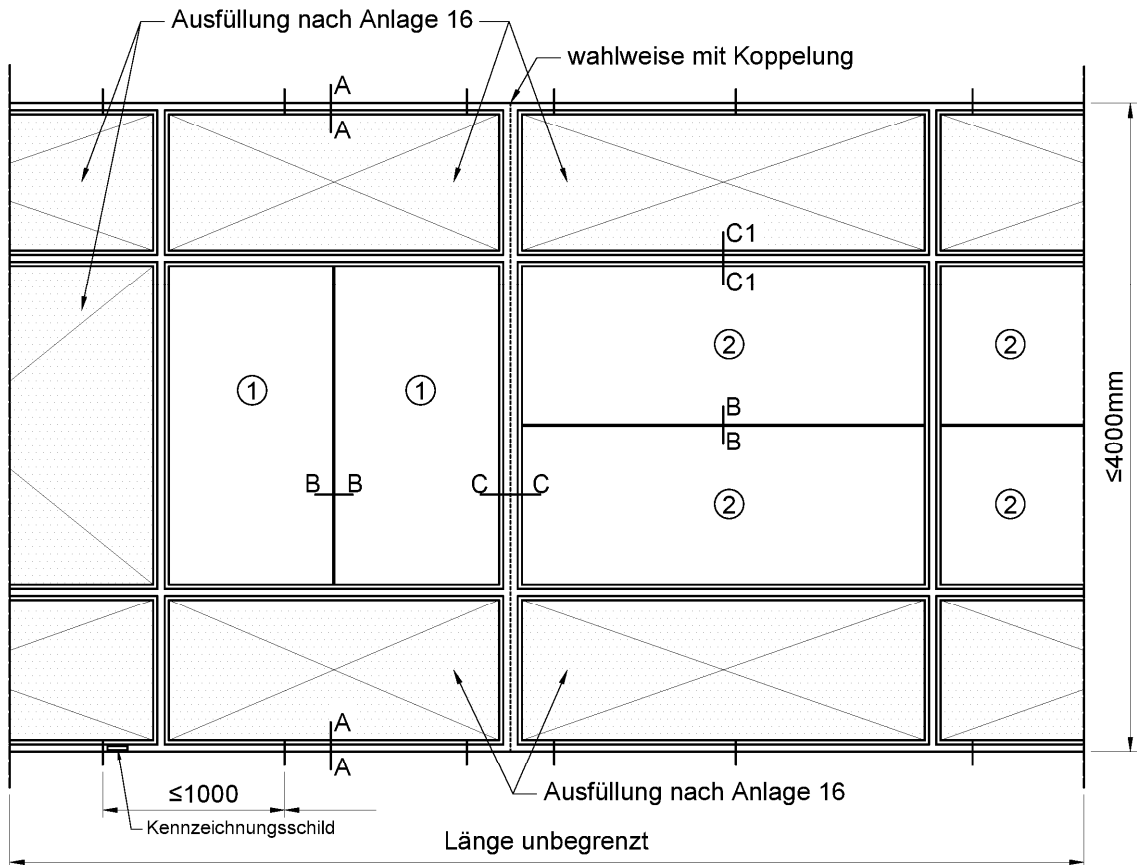 Ausfüllung nach Anlage 16
wahlweise mit Koppelung
A
A
C1
C1
2
2
1
1
B
B
≤4000mm
B B
C C
2
2
A
A
≤1000
Ausfüllung nach Anlage 16
Kennzeichnungsschild
Länge unbegrenzt